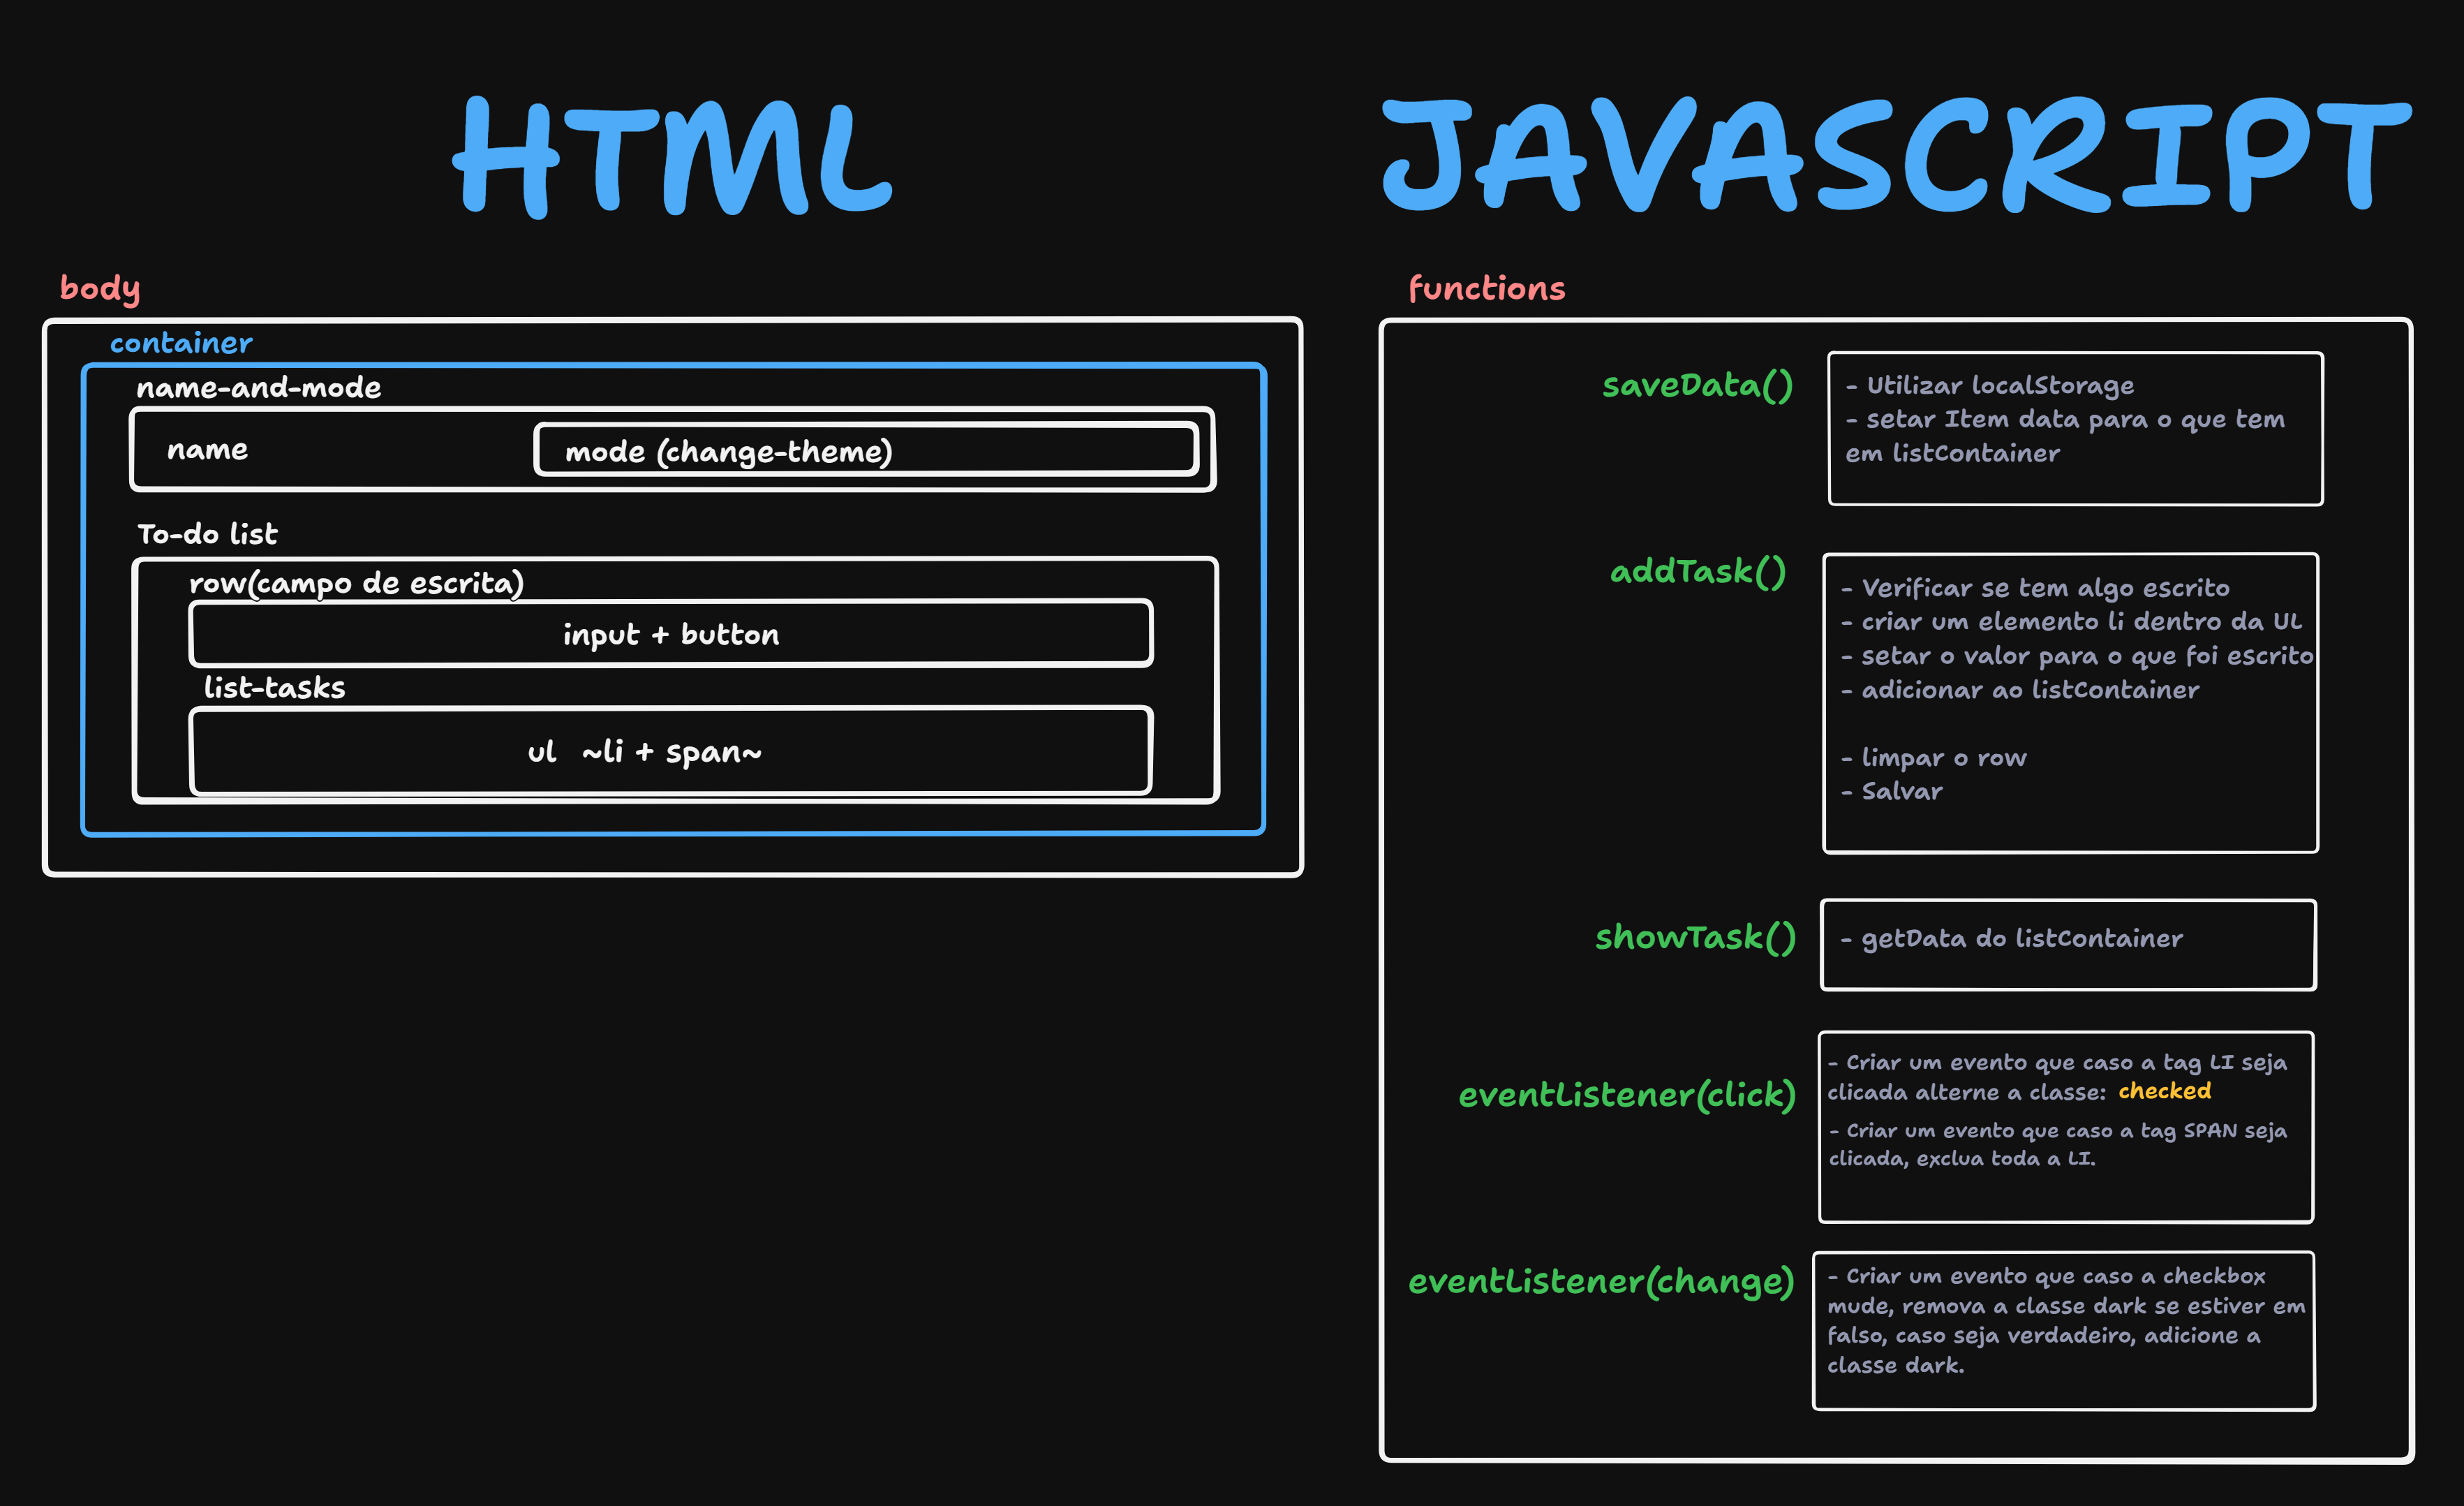 HTML
body
container
name-and-mode
name
mode (change-theme)
To-do list
row(campo de escrita)
input + button
list-tasks
ul ~li + span~
JAVASCRIPT
functions
saveData()
- Utilizar localStorage
- setar Item data para o que tem
em listContainer
addTask()
- Verificar se tem algo escrito
- criar um elemento li dentro da UL
- setar o valor para o que foi escrito
- adicionar ao listContainer
- limpar o row
- Salvar
showTask()
- getData do listContainer
eventListener(click)
- Criar um evento que caso a tag LI seja
clicada alterne a classe: checked
- Criar um evento que caso a tag SPAN seja
clicada, exclua toda a LI.
eventListener(change)
- Criar um evento que caso a checkbox
mude, remova a classe dark se estiver em
falso, caso seja verdadeiro, adicione a
classe dark.